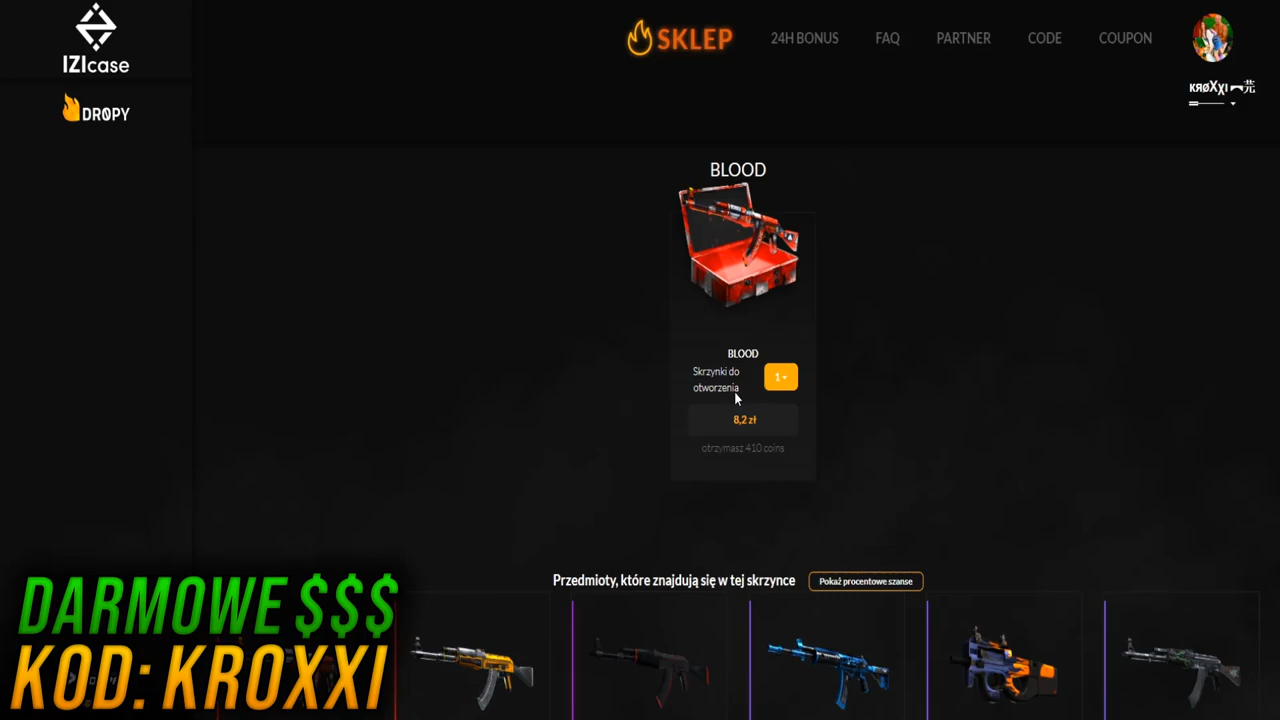 IZIcase
DROPY
SKLEP
24H BONUS
FAQ
PARTNER
CODE
COUPON
BLOOD
BLOOD
Skrzynki do
otworzenia
1
8,2 zł
otrzymasz 410 coins
Przedmioty, które znajdują się w tej skrzynce
Pokaż procentowe szanse
DARMOWE $$$
KOD: KROXXI